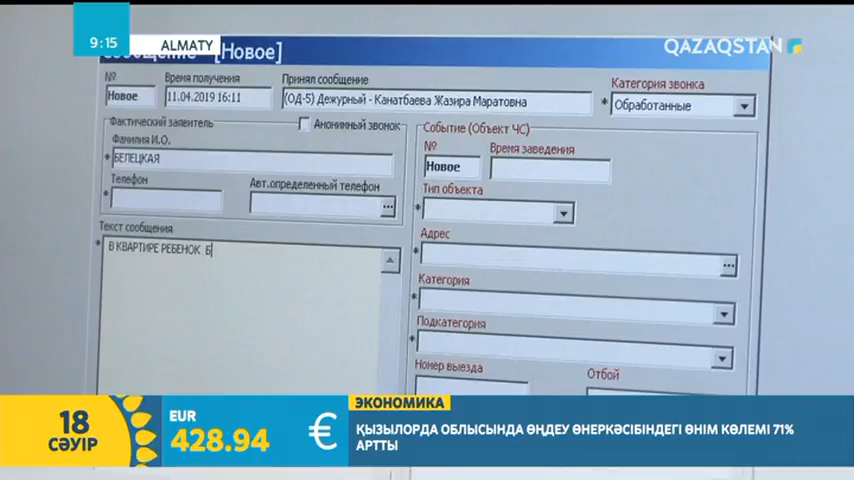 9:15
ALMATY
QAZAQSTAN
[Новое]
№
Время получения
Принял сообщение
Категория звонка
Новое
11.04.2019 16:11
(ОД-5) Дежурный - Канатбаева Жазира Маратовна
* Обработанные
Фактический заявитель
Анонинный звонок
Событие (Объект ЧС)
Фамилия И.О.
№
Время заведения
* БЕЛЕЦКАЯ
Новое
Телефон
Авт.определенный телефон
Тип объекта
*
...
*
Текст сообщения
Адрес
* В КВАРТИРЕ РЕБЕНОК Б
*
...
Категория
*
Подкатегория
*
Номер выезда
Отбой
18
СӘУІР
EUR
428.94
€
ЭКОНОМИКА
ҚЫЗЫЛОРДА ОБЛЫСЫНДА ӨҢДЕУ ӨНЕРКӘСІБІНДЕГІ ӨНІМ КӨЛЕМІ 71%
АРТТЫ